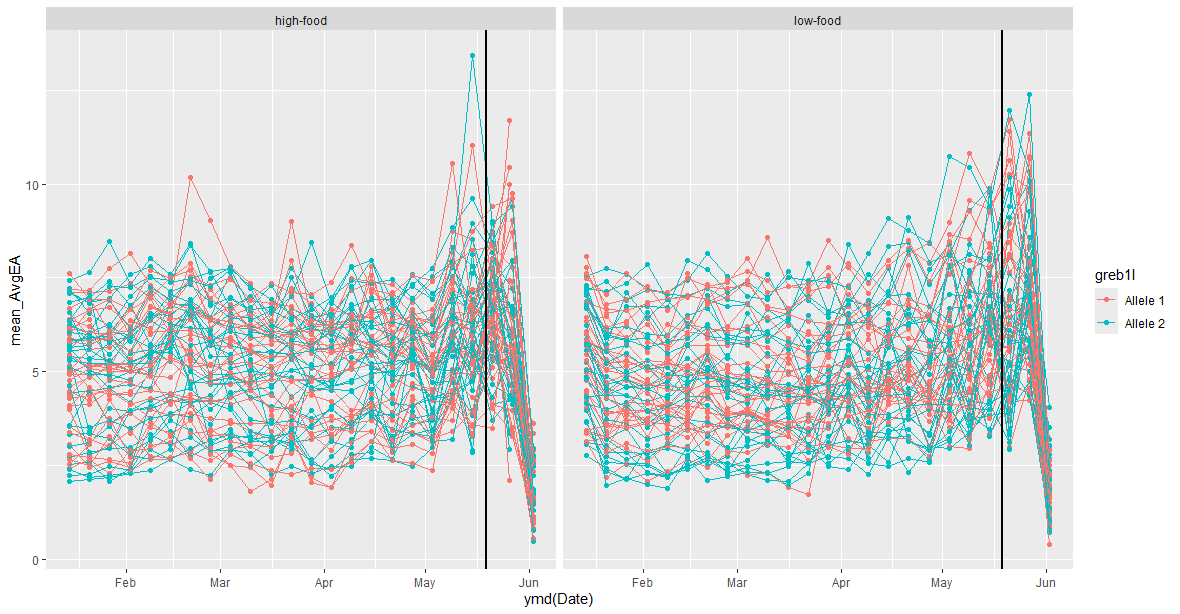 high-food
low-food
10
5
0
mean_AvgEA
Feb
Mar
Apr
May
Jun
Feb
Mar
Apr
May
Jun
ymd(Date)
greb1l
Allele 1
Allele 2